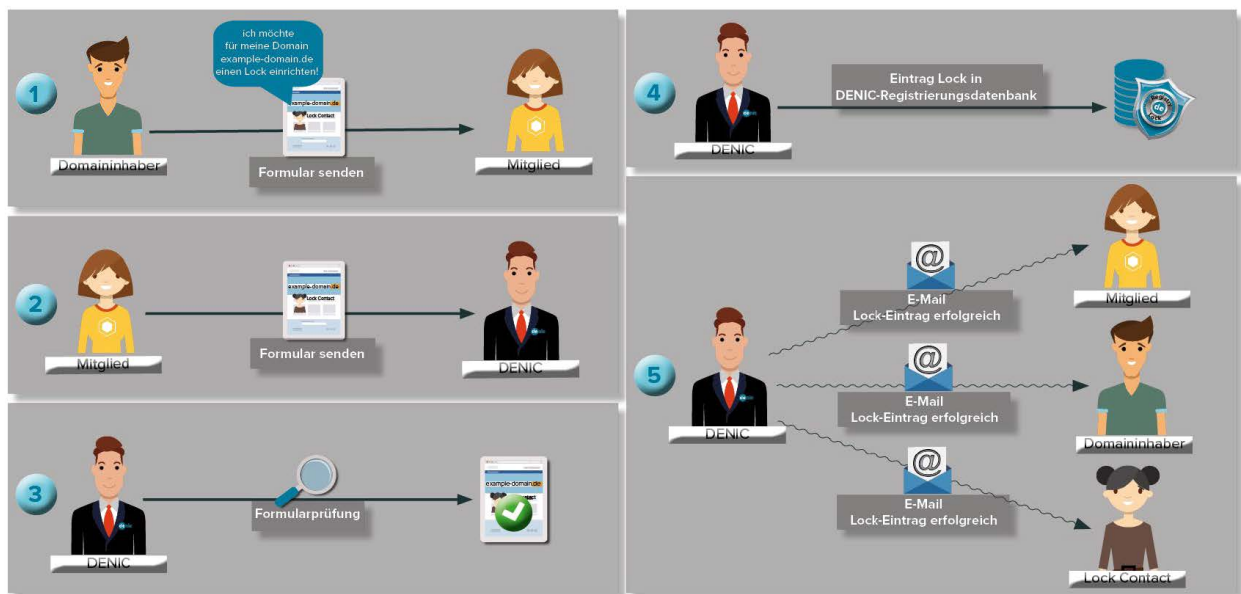 1
ich möchte
für meine Domain
example-domain.de
einen Lock einrichten!
example-domain.de
Lock Contact
Domaininhaber
Formular senden
Mitglied
2
example-domain.de
Lock Contact
Mitglied
Formular senden
DENIC
3
example-domain.de
DENIC
Formularprüfung
4
Eintrag Lock in
DENIC-Registrierungsdatenbank
de
Lock
DENIC
5
@
E-Mail
Lock-Eintrag erfolgreich
Mitglied
@
E-Mail
Lock-Eintrag erfolgreich
DENIC
Domaininhaber
@
E-Mail
Lock-Eintrag erfolgreich
Lock Contact